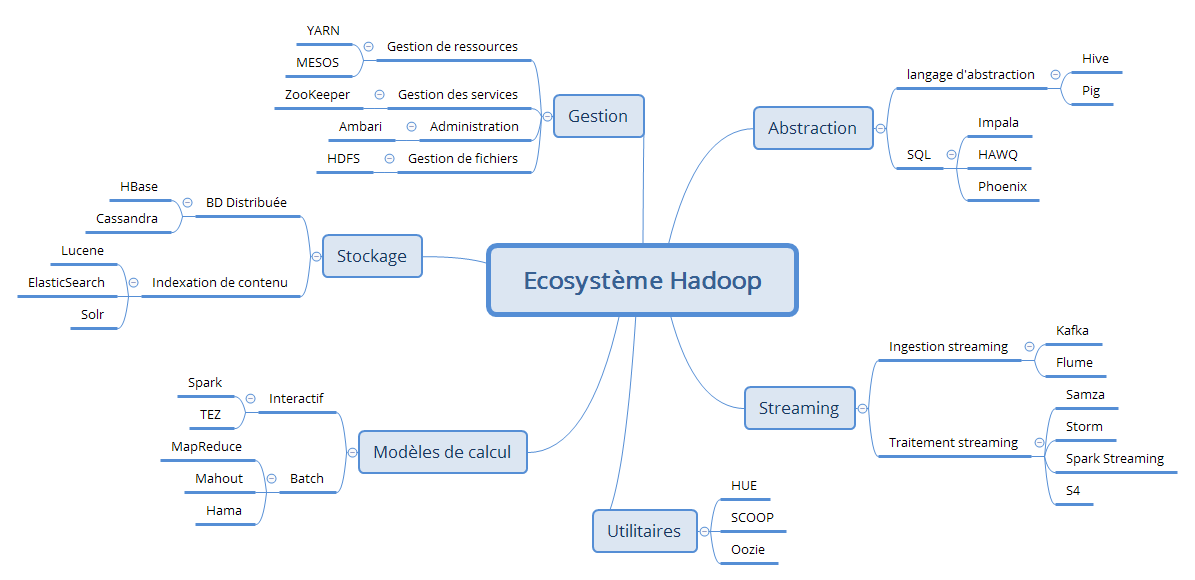 Ecosystème Hadoop
Gestion
Gestion de ressources
YARN
MESOS
Gestion des services
ZooKeeper
Administration
Ambari
Gestion de fichiers
HDFS
Stockage
BD Distribuée
HBase
Cassandra
Indexation de contenu
Lucene
ElasticSearch
Solr
Modèles de calcul
Interactif
Spark
TEZ
Batch
MapReduce
Mahout
Hama
Abstraction
langage d'abstraction
Hive
Pig
SQL
Impala
HAWQ
Phoenix
Streaming
Ingestion streaming
Kafka
Flume
Traitement streaming
Samza
Storm
Spark Streaming
S4
Utilitaires
HUE
SCOOP
Oozie